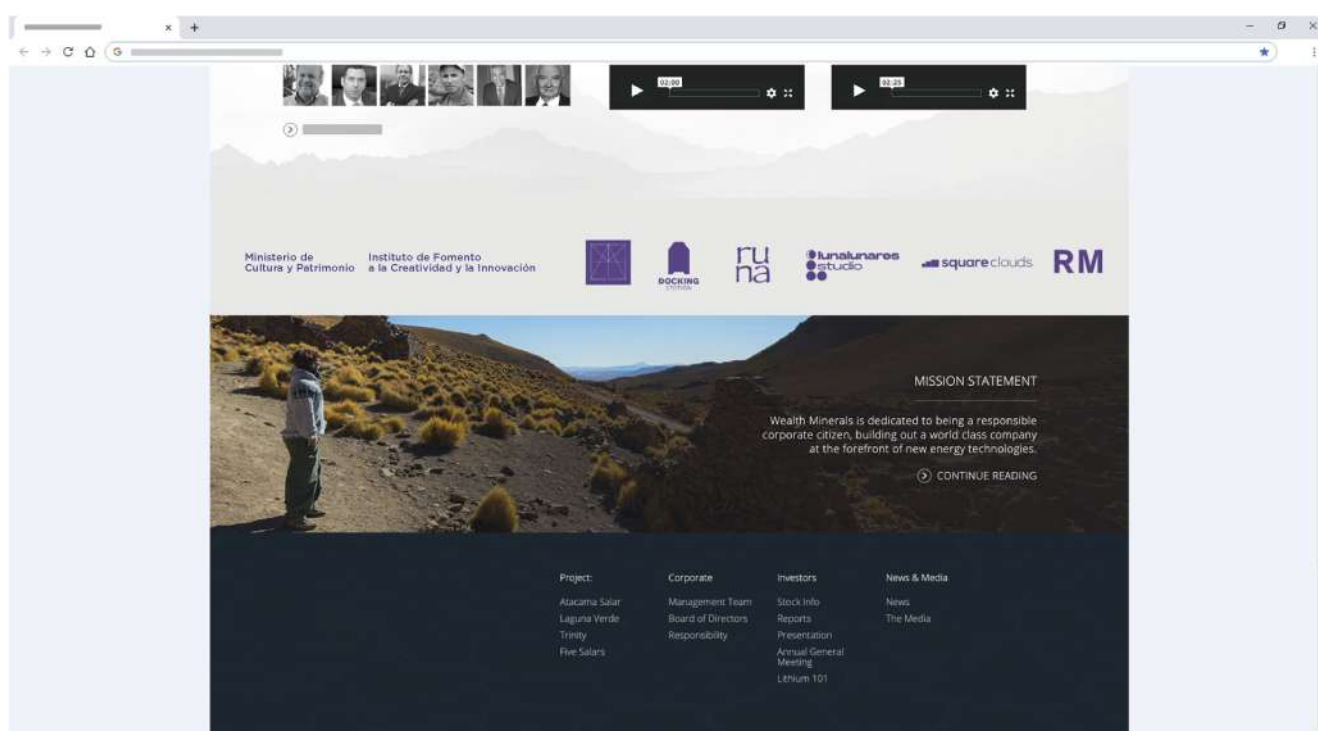 02:00
02:25
Ministerio de
Cultura y Patrimonio
Instituto de Fomento
a la Creatividad y la Innovación
DOCKING
STATION
ru
na
lunalunares
studio
squareclouds
RM
MISSION STATEMENT
Wealth Minerals is dedicated to being a responsible
corporate citizen, building out a world class company
at the forefront of new energy technologies.
CONTINUE READING
Project:
Atacama Salar
Laguna Verde
Trinity
Five Salars
Corporate
Management Team
Board of Directors
Responsibility
Investors
Stock Info
Reports
Presentation
Annual General
Meeting
Lithium 101
News & Media
News
The Media